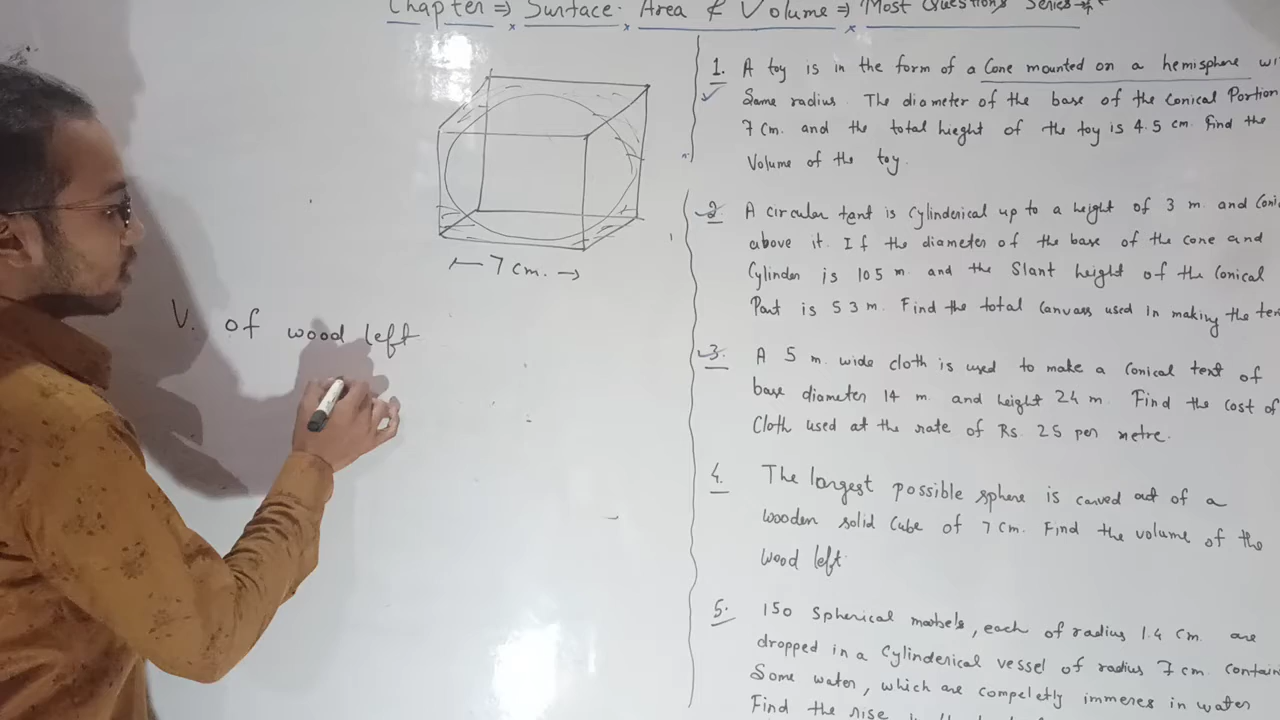 Chapter ⇒ Surface Area & Volume ⇒ Most Questions Series
7 cm.
V. of wood left
1. A toy is in the form of a Cone mounted on a hemisphere wi
Same radius. The diameter of the base of the Conical Portion
7 Cm. and the total hieght of the toy is 4.5 cm. Find the
Volume of the toy.
2. A circular tent is Cylinderical up to a height of 3 m. and Coni
above it. If the diameter of the base of the cone and
Cylinder is 105 m. and the Slant height of the Conical
Part is 53 m. Find the total Canvass used in making the ten
3. A 5 m. wide cloth is used to make a Conical tent of
base diameter 14 m. and height 24 m. Find the cost of
Cloth used at the rate of Rs. 25 per metre.
4. The longest possible sphere is carved out of a
wooden solid Cube of 7 Cm. Find the volume of the
wood left.
5. 150 Spherical marbels, each of radius 1.4 Cm. are
dropped in a Cylinderical vessel of radius 7 cm. Contain
Some water, which are compeletly immeres in water
Find the rise